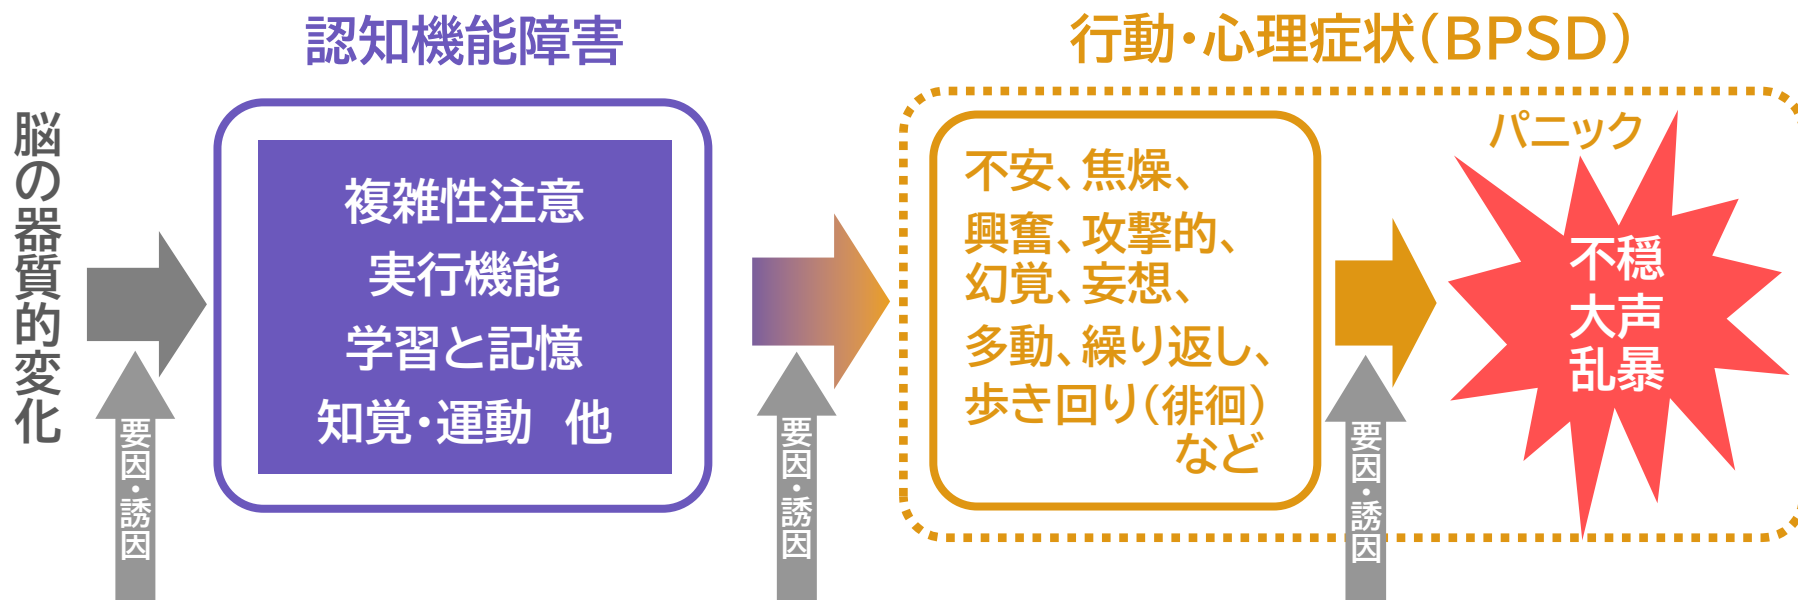 脳の器質的変化
要因・誘因
認知機能障害
複雑性注意
実行機能
学習と記憶
知覚・運動　他
要因・誘因
行動・心理症状（BPSD）
不安、焦燥、
興奮、攻撃的、
幻覚、妄想、
多動、繰り返し、
歩き回り（徘徊）
など
要因・誘因
パニック
不穏
大声
乱暴